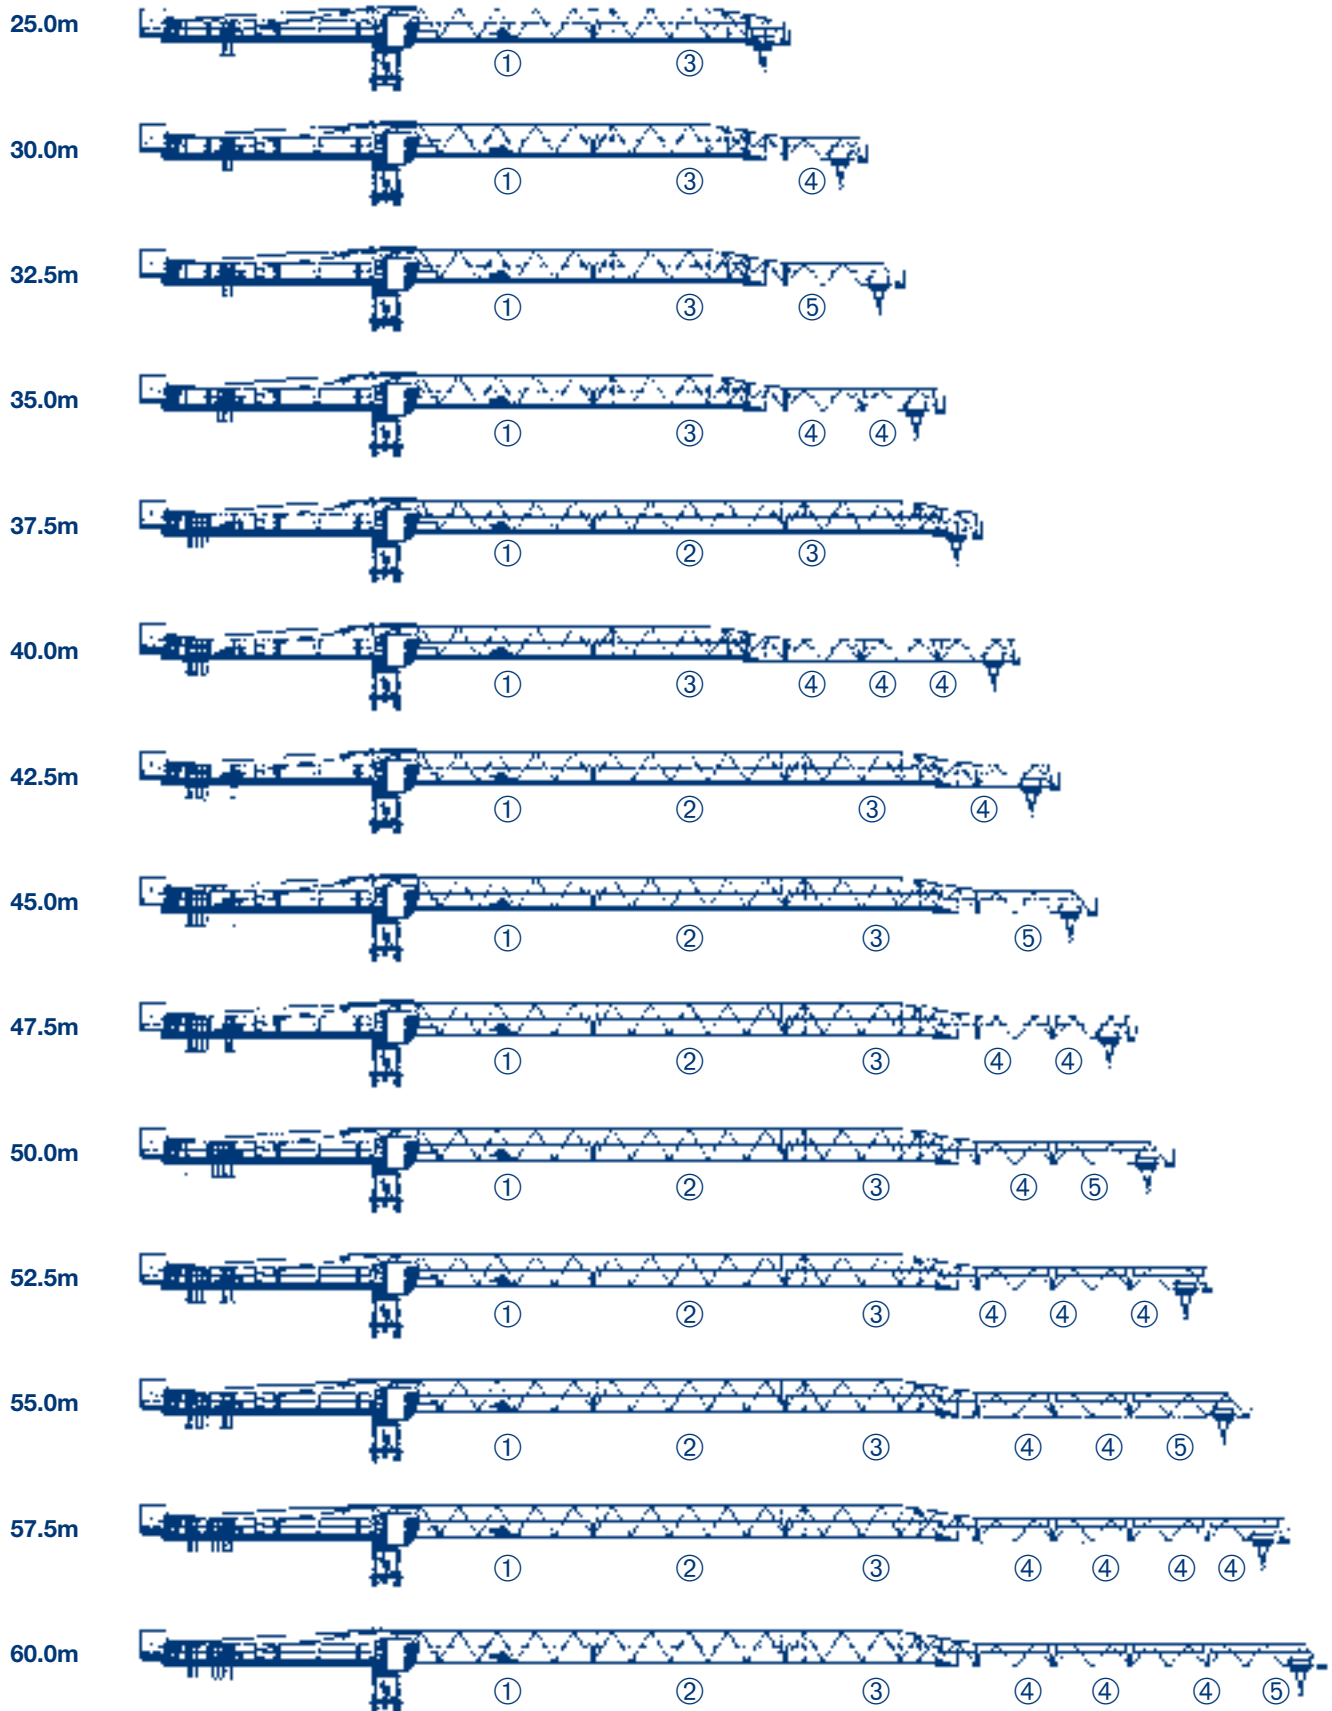 25.0m
① ③
30.0m
① ③ ④
32.5m
① ③ ⑤
35.0m
① ③ ④ ④
37.5m
① ② ③
40.0m
① ③ ④ ④ ④
42.5m
① ② ③ ④
45.0m
① ② ③ ⑤
47.5m
① ② ③ ④ ④
50.0m
① ② ③ ④ ⑤
52.5m
① ② ③ ④ ④ ④
55.0m
① ② ③ ④ ④ ⑤
57.5m
① ② ③ ④ ④ ④ ④
60.0m
① ② ③ ④ ④ ④ ⑤